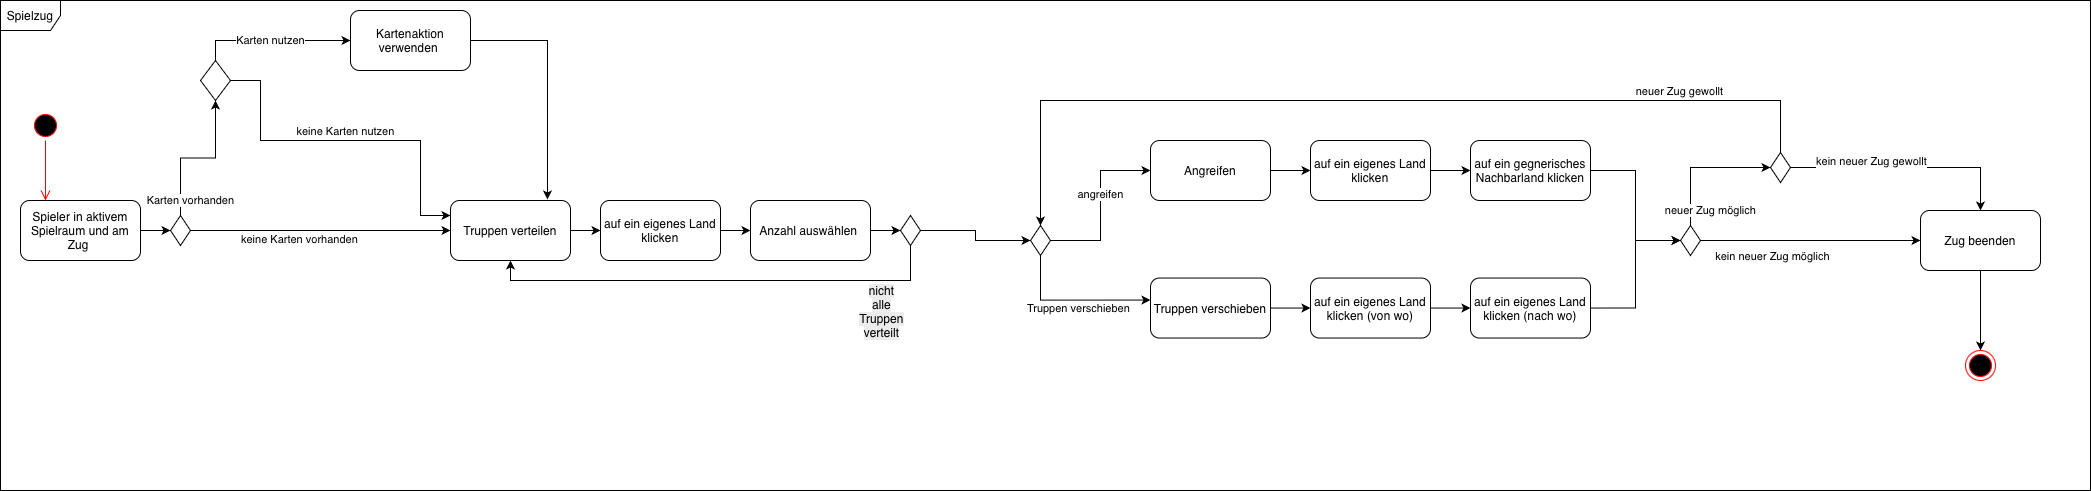 Spielzug
Karten nutzen
Kartenaktion
verwenden
keine Karten nutzen
Karten vorhanden
Spieler in aktivem
Spielraum und am
Zug
keine Karten vorhanden
Truppen verteilen
auf ein eigenes Land
klicken
Anzahl auswählen
nicht
alle
Truppen
verteilt
neuer Zug gewollt
angreifen
Angreifen
auf ein eigenes Land
klicken
auf ein gegnerisches
Nachbarland klicken
Truppen verschieben
Truppen verschieben
auf ein eigenes Land
klicken (von wo)
auf ein eigenes Land
klicken (nach wo)
neuer Zug möglich
kein neuer Zug gewollt
kein neuer Zug möglich
Zug beenden